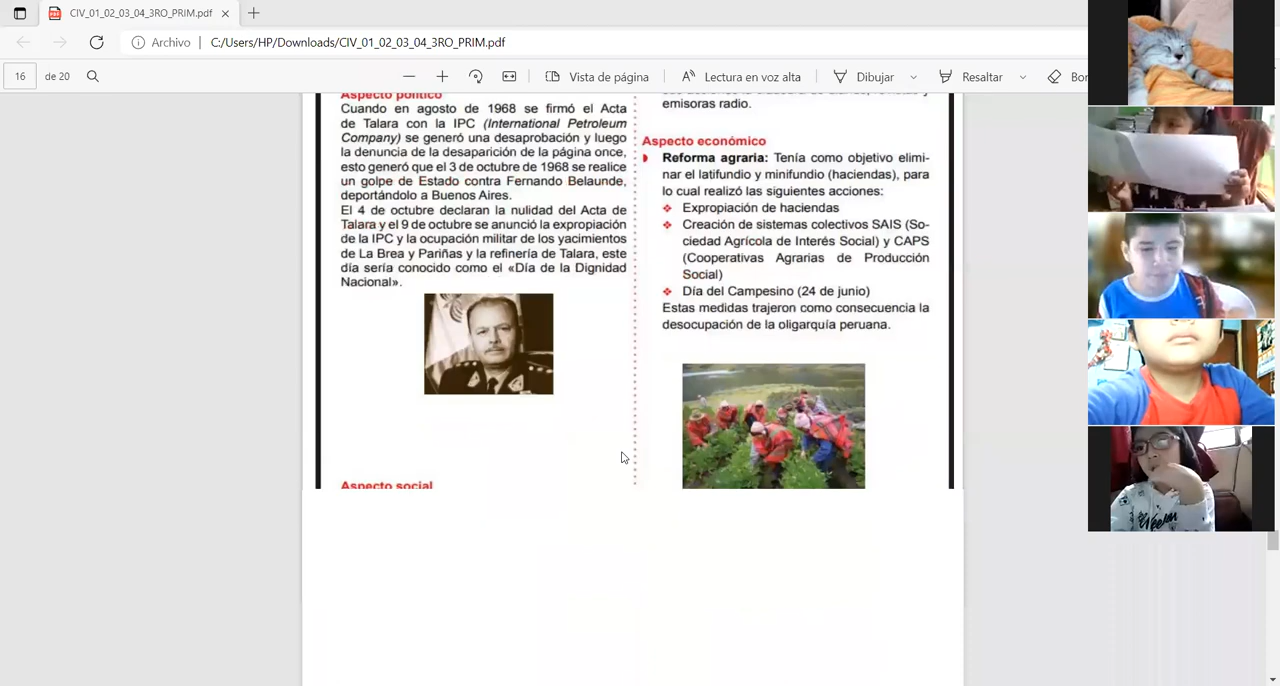 CIV_01_02_03_04_3RO_PRIM.pdf
Archivo
C:/Users/HP/Downloads/CIV_01_02_03_04_3RO_PRIM.pdf
16
de 20
Vista de página
Lectura en voz alta
Dibujar
Resaltar
Bor
Aspecto político
Cuando en agosto de 1968 se firmó el Acta
de Talara con la IPC (International Petroleum
Company) se generó una desaprobación y luego
la denuncia de la desaparición de la página once,
esto generó que el 3 de octubre de 1968 se realice
un golpe de Estado contra Fernando Belaunde,
deportándolo a Buenos Aires.
El 4 de octubre declaran la nulidad del Acta de
Talara y el 9 de octubre se anunció la expropiación
de la IPC y la ocupación militar de los yacimientos
de La Brea y Pariñas y la refinería de Talara, este
día sería conocido como el «Día de la Dignidad
Nacional».
Aspecto social
emisoras radio.
Aspecto económico
Reforma agraria: Tenía como objetivo elimi-
nar el latifundio y minifundio (haciendas), para
lo cual realizó las siguientes acciones:
Expropiación de haciendas
Creación de sistemas colectivos SAIS (So-
ciedad Agrícola de Interés Social) y CAPS
(Cooperativas Agrarias de Producción
Social)
Día del Campesino (24 de junio)
Estas medidas trajeron como consecuencia la
desocupación de la oligarquía peruana.